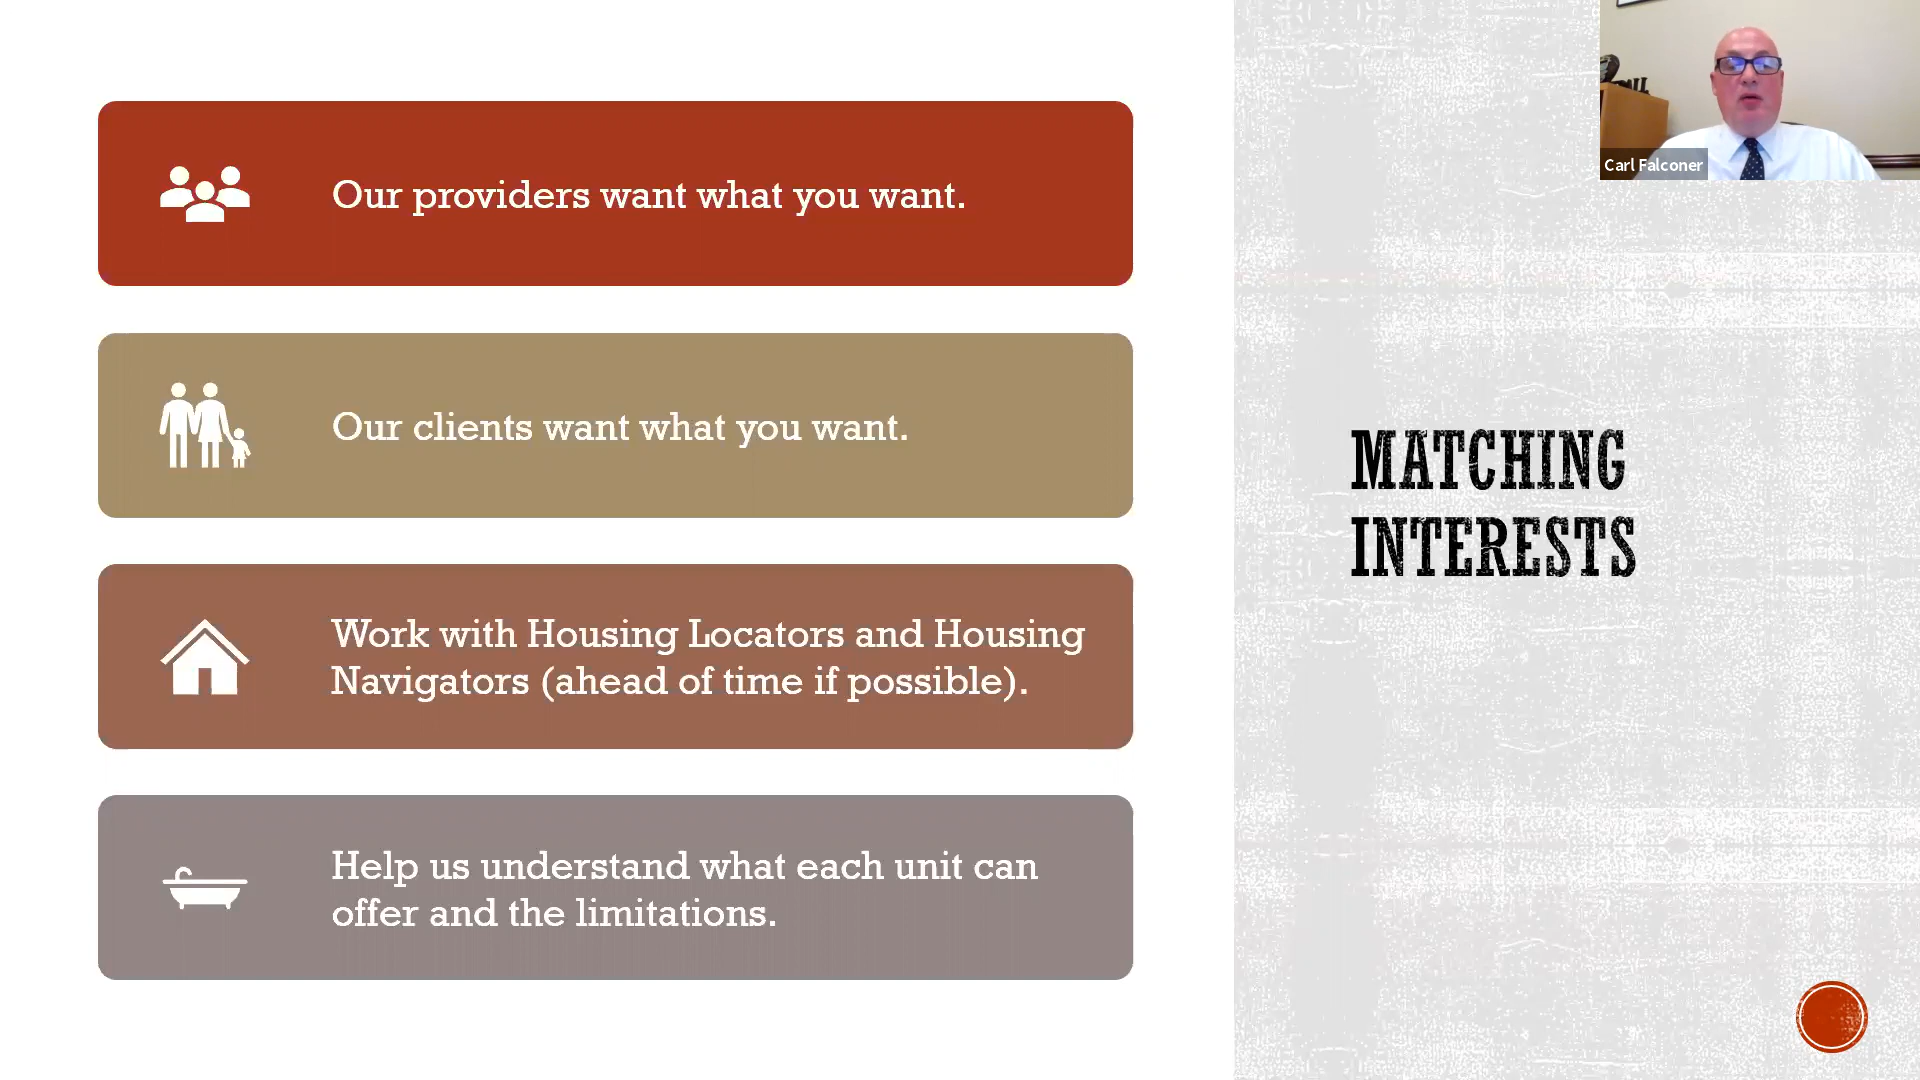 Our providers want what you want.
Our clients want what you want.
Work with Housing Locators and Housing
Navigators (ahead of time if possible).
Help us understand what each unit can
offer and the limitations.
MATCHING
INTERESTS
Carl Falconer